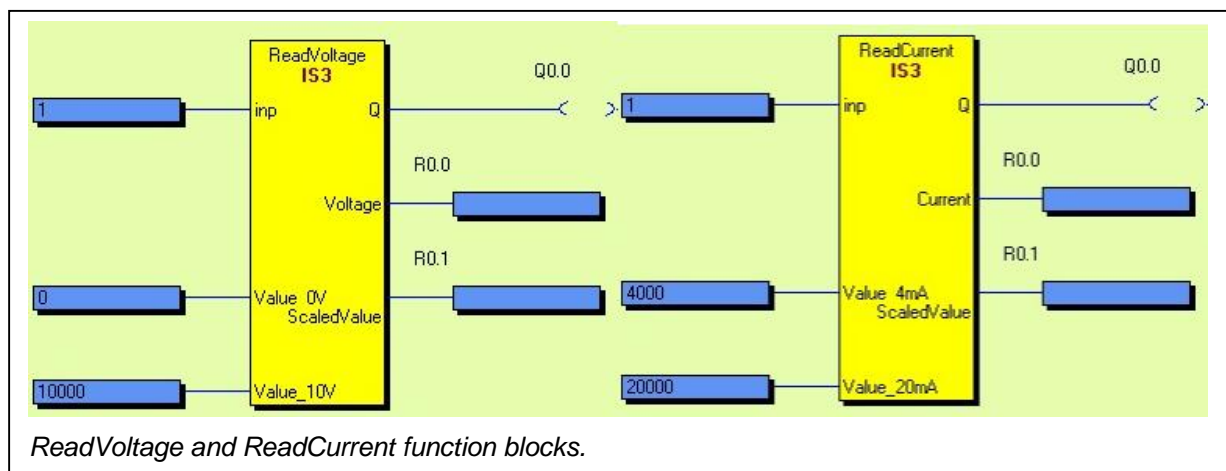 ReadVoltage
IS3
Q0.0
1
inp
Q
R0.0
Voltage
R0.1
0
Value_0V
ScaledValue
10000
Value_10V
ReadCurrent
IS3
Q0.0
1
inp
Q
R0.0
Current
R0.1
4000
Value_4mA
ScaledValue
20000
Value_20mA
ReadVoltage and ReadCurrent function blocks.